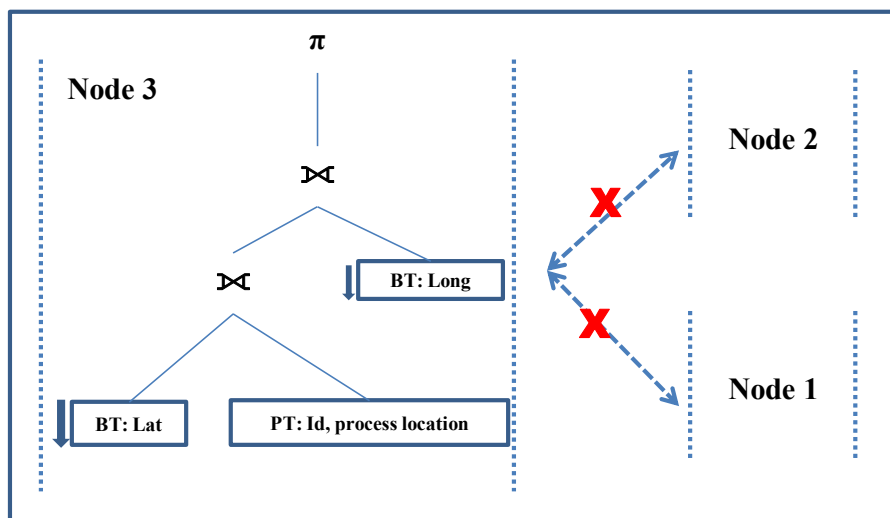 π
Node 3
Node 2
⋈
⋈
BT: Long
Node 1
BT: Lat
PT: Id, process location
X
X